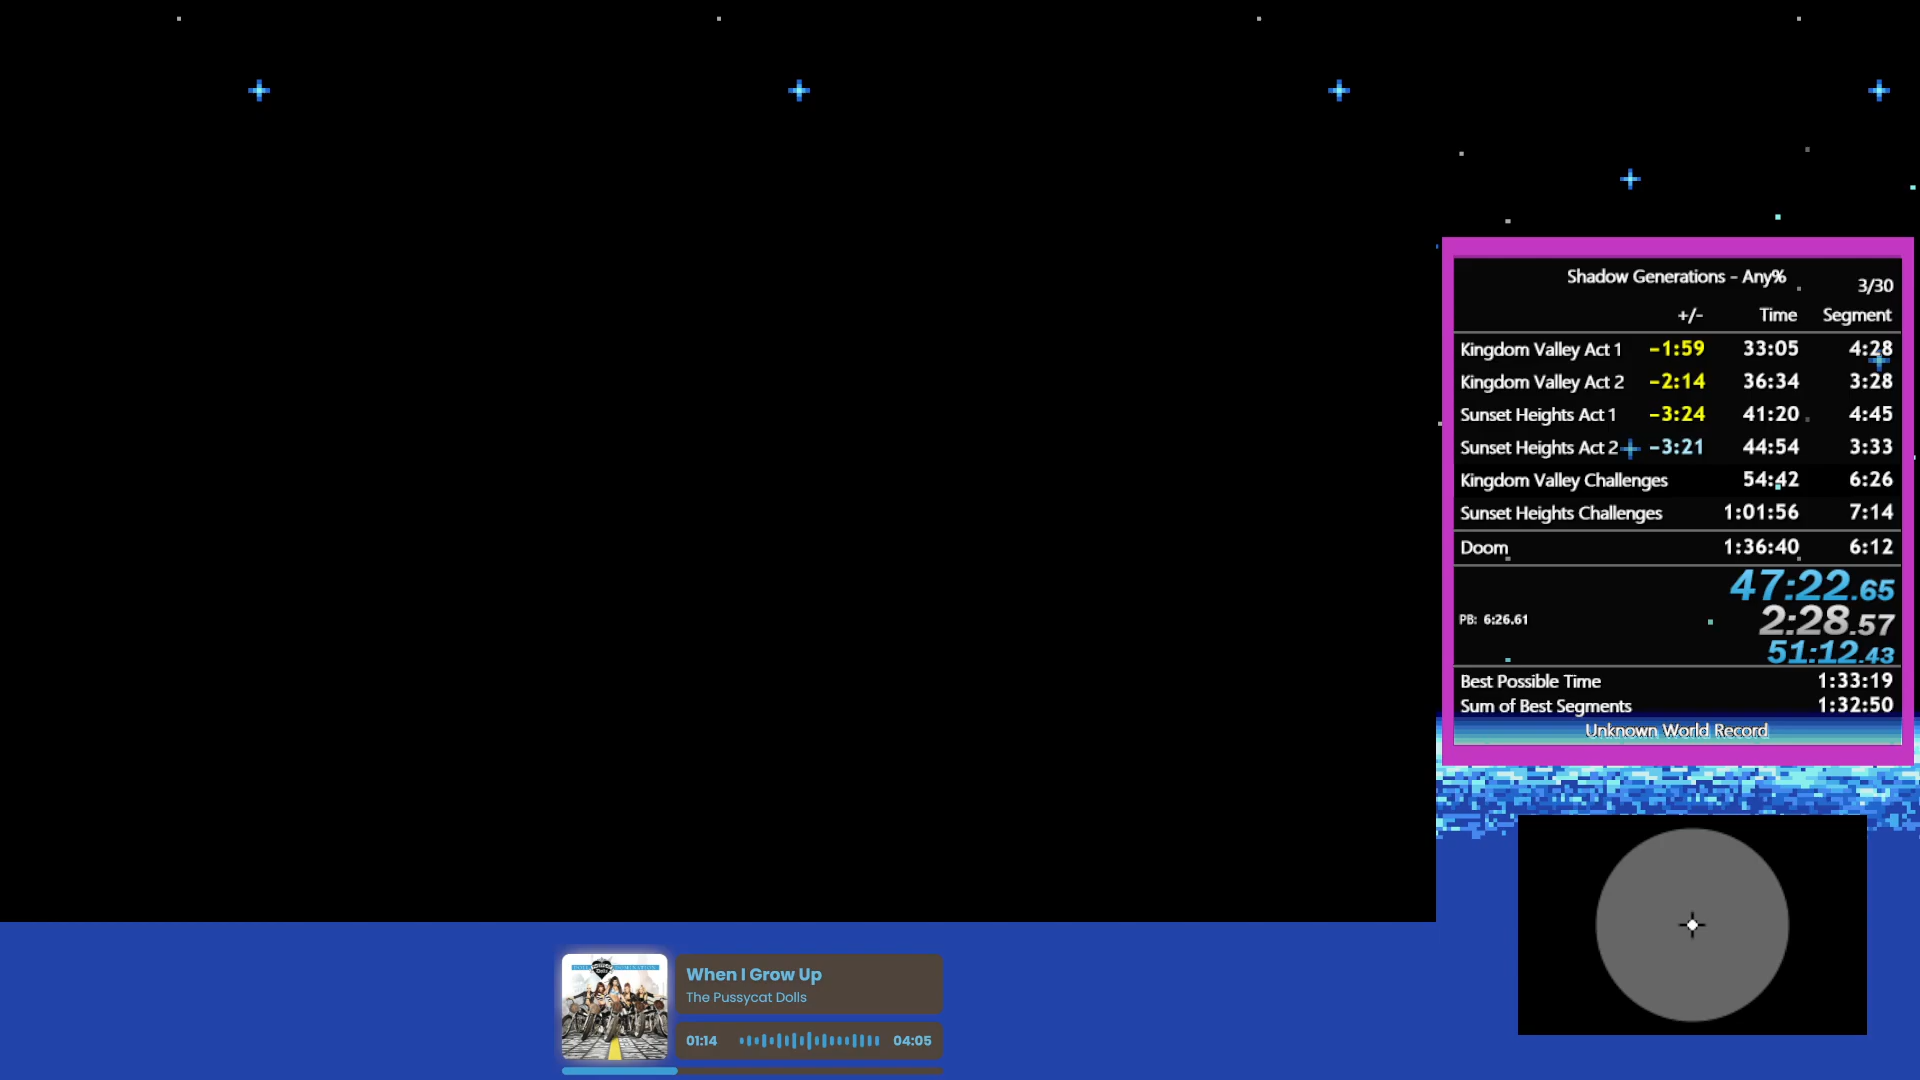 Shadow Generations - Any%
3/30
+/- Time Segment
Kingdom Valley Act 1 -1:59 33:05 4:28
Kingdom Valley Act 2 -2:14 36:34 3:28
Sunset Heights Act 1 -3:24 41:20 4:45
Sunset Heights Act 2 -3:21 44:54 3:33
Kingdom Valley Challenges 54:42 6:26
Sunset Heights Challenges 1:01:56 7:14
Doom 1:36:40 6:12
47:22.65
PB: 6:26.61 2:28.57
51:12.43
Best Possible Time 1:33:19
Sum of Best Segments 1:32:50
Unknown World Record
When I Grow Up
The Pussycat Dolls
01:14 04:05